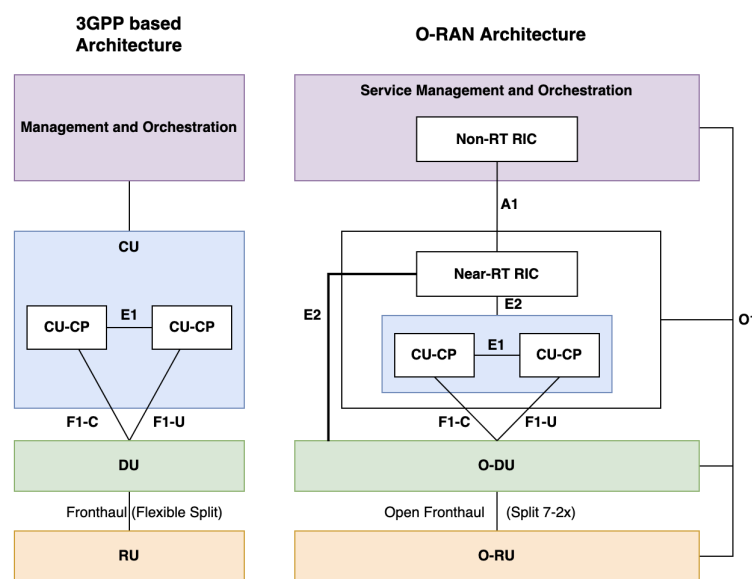 3GPP based
Architecture
O-RAN Architecture
Management and Orchestration
Service Management and Orchestration
Non-RT RIC
A1
CU
Near-RT RIC
E2
E2
CU-CP
E1
CU-CP
CU-CP
E1
CU-CP
F1-C
F1-U
F1-C
F1-U
DU
O-DU
Fronthaul (Flexible Split)
Open Fronthaul
(Split 7-2x)
RU
O-RU